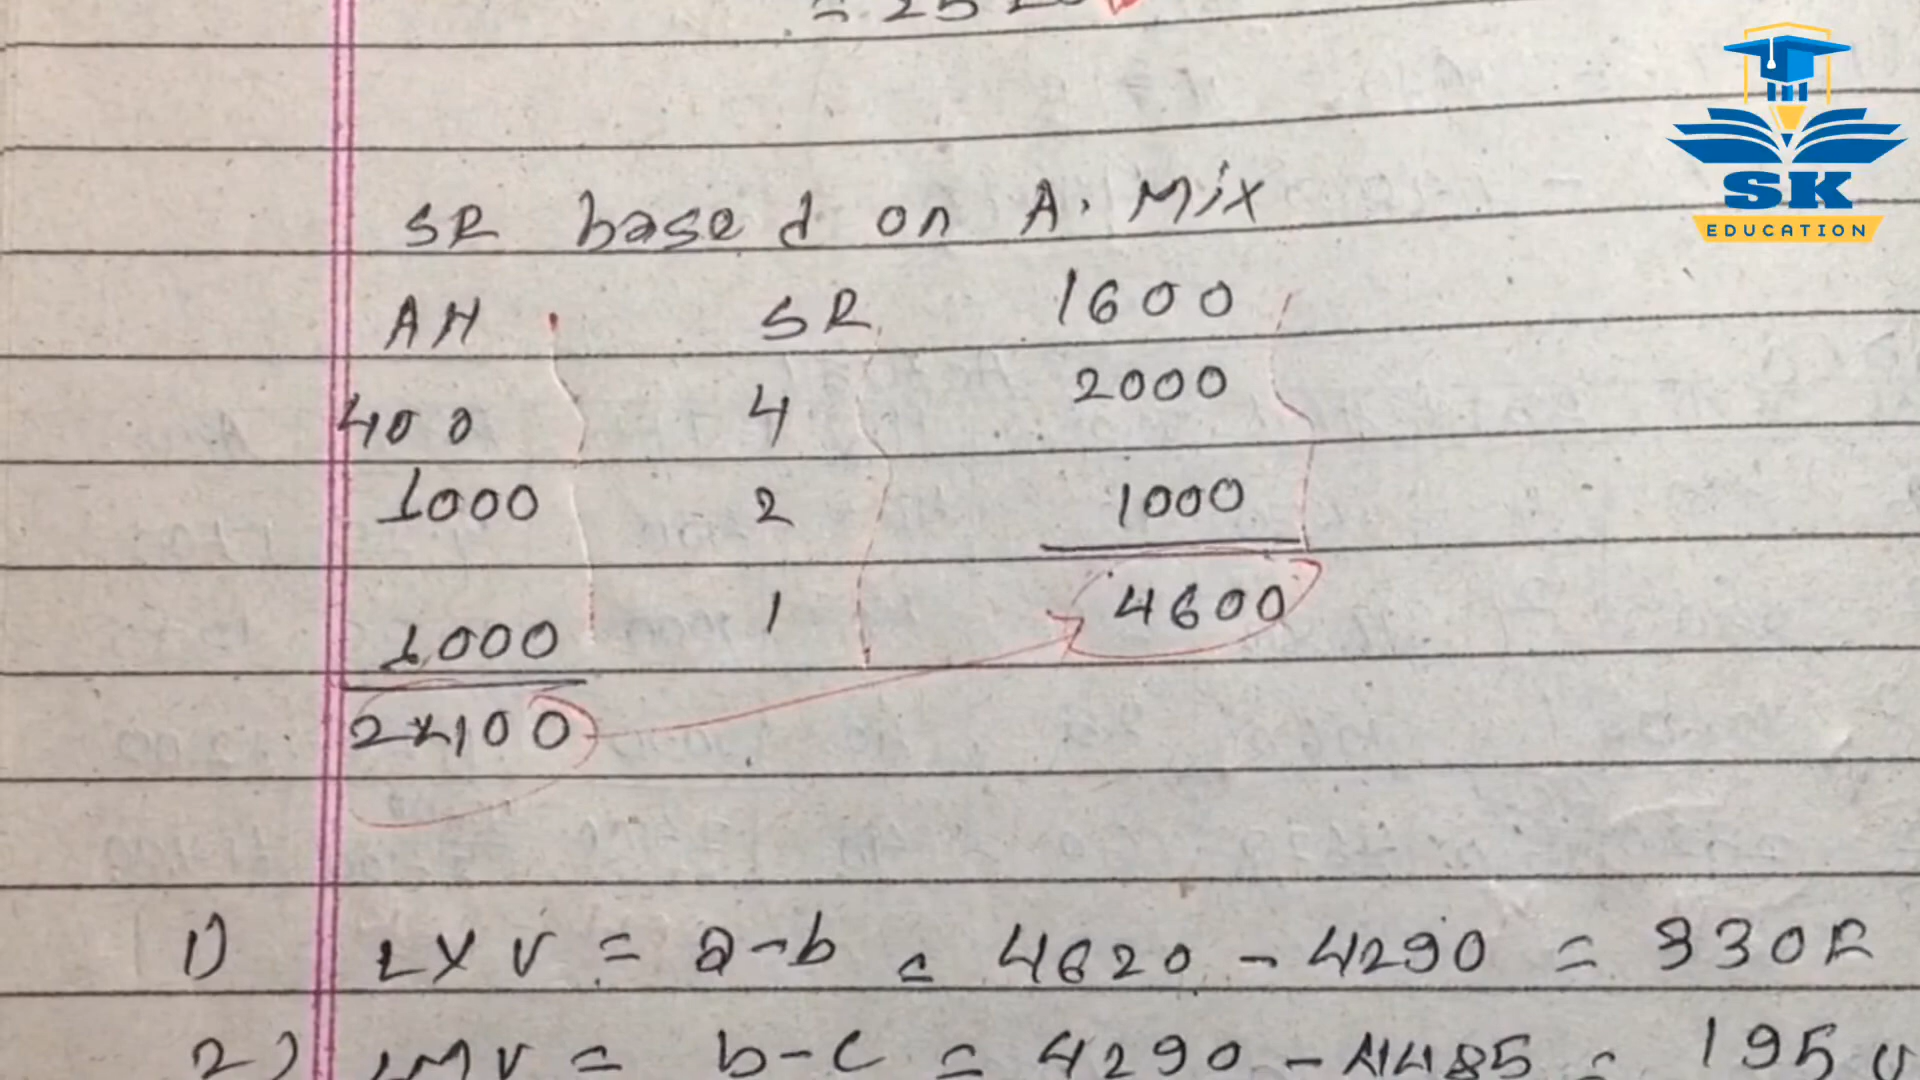 SK
EDUCATION
SR based on A. Mix
AH SR 1600
400 4 2000
1000 2 1000
1000 1 4600
100
1) LYV = a-b = 4620 - 4290 = 330F
2) LMV = b-c = 4290 - 4485 = 195 U